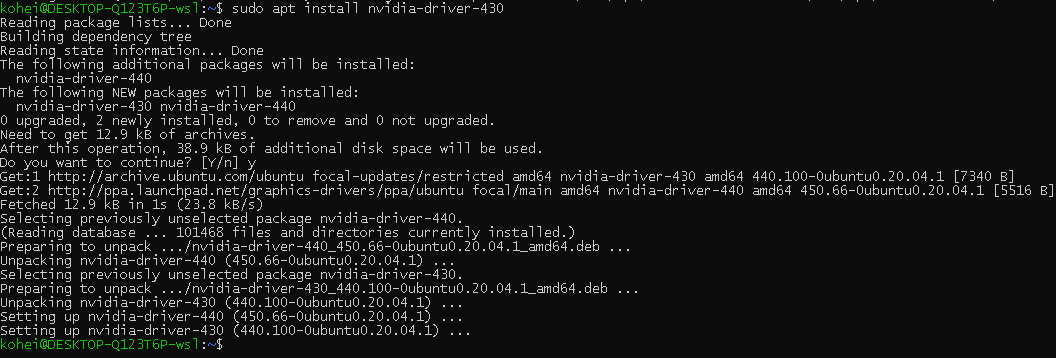 kohei@DESKTOP-Q123T6P-wsl:~$ sudo apt install nvidia-driver-430
Reading package lists... Done
Building dependency tree
Reading state information... Done
The following additional packages will be installed:
  nvidia-driver-440
The following NEW packages will be installed:
  nvidia-driver-430 nvidia-driver-440
0 upgraded, 2 newly installed, 0 to remove and 0 not upgraded.
Need to get 12.9 kB of archives.
After this operation, 38.9 kB of additional disk space will be used.
Do you want to continue? [Y/n] y
Get:1 http://archive.ubuntu.com/ubuntu focal-updates/restricted amd64 nvidia-driver-430 amd64 440.100-0ubuntu0.20.04.1 [7340 B]
Get:2 http://ppa.launchpad.net/graphics-drivers/ppa/ubuntu focal/main amd64 nvidia-driver-440 amd64 450.66-0ubuntu0.20.04.1 [5516 B]
Fetched 12.9 kB in 1s (23.8 kB/s)
Selecting previously unselected package nvidia-driver-440.
(Reading database ... 101468 files and directories currently installed.)
Preparing to unpack .../nvidia-driver-440_450.66-0ubuntu0.20.04.1_amd64.deb ...
Unpacking nvidia-driver-440 (450.66-0ubuntu0.20.04.1) ...
Selecting previously unselected package nvidia-driver-430.
Preparing to unpack .../nvidia-driver-430_440.100-0ubuntu0.20.04.1_amd64.deb ...
Unpacking nvidia-driver-430 (440.100-0ubuntu0.20.04.1) ...
Setting up nvidia-driver-440 (450.66-0ubuntu0.20.04.1) ...
Setting up nvidia-driver-430 (440.100-0ubuntu0.20.04.1) ...
kohei@DESKTOP-Q123T6P-wsl:~$